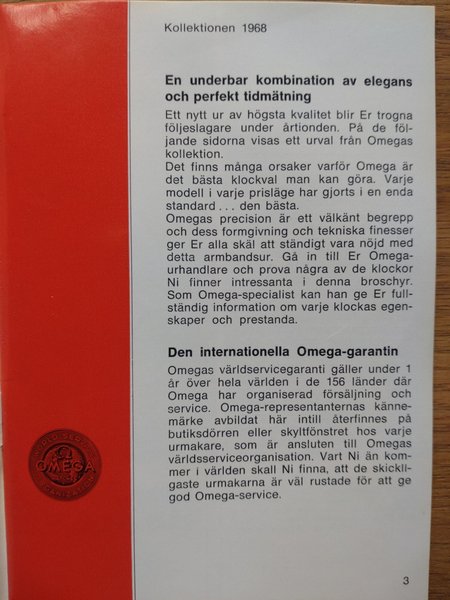 Kollektionen 1968
En underbar kombination av elegans
och perfekt tidmätning
Ett nytt ur av högsta kvalitet blir Er trogna
följeslagare under årtionden. På de föl-
jande sidorna visas ett urval från Omegas
kollektion.
Det finns många orsaker varför Omega är
det bästa klockval man kan göra. Varje
modell i varje prisläge har gjorts i en enda
standard . . . den bästa.
Omegas precision är ett välkänt begrepp
och dess formgivning och tekniska finesser
ger Er alla skäl att ständigt vara nöjd med
detta armbandsur. Gå in till Er Omega-
urhandlare och prova några av de klockor
Ni finner intressanta i denna broschyr.
Som Omega-specialist kan han ge Er full-
ständig information om varje klockas egen-
skaper och prestanda.
Den internationella Omega-garantin
Omegas världservicegaranti gäller under 1
år över hela världen i de 156 länder där
Omega har organiserad försäljning och
service. Omega-representanternas känne-
märke avbildat här intill återfinnes på
butiksdörren eller skyltfönstret hos varje
urmakare, som är ansluten till Omegas
världsserviceorganisation. Vart Ni än kom-
mer i världen skall Ni finna, att de skickli-
gaste urmakarna är väl rustade för att ge
god Omega-service.
WORLD SERVICE
OMEGA
ORGANIZATION
3